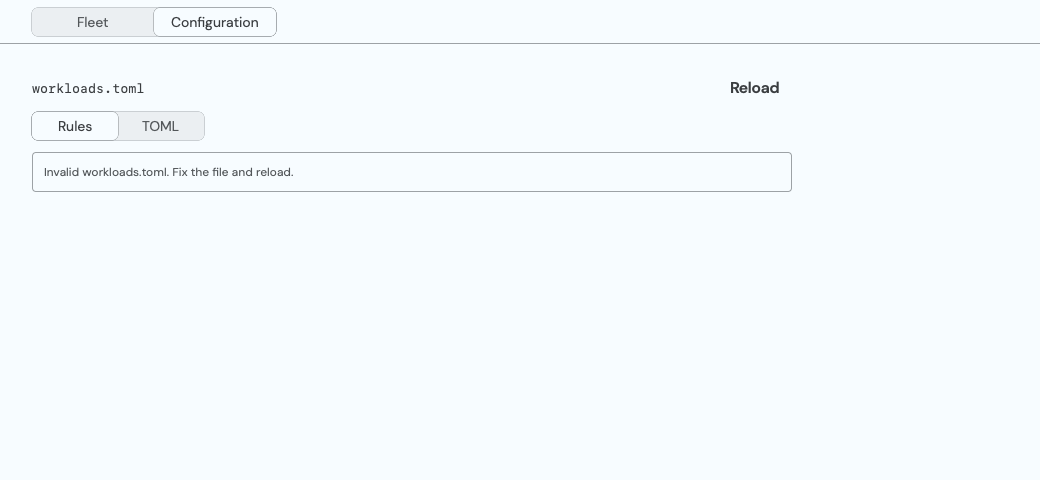 Fleet Configuration
workloads.toml Reload
Rules TOML
Invalid workloads.toml. Fix the file and reload.